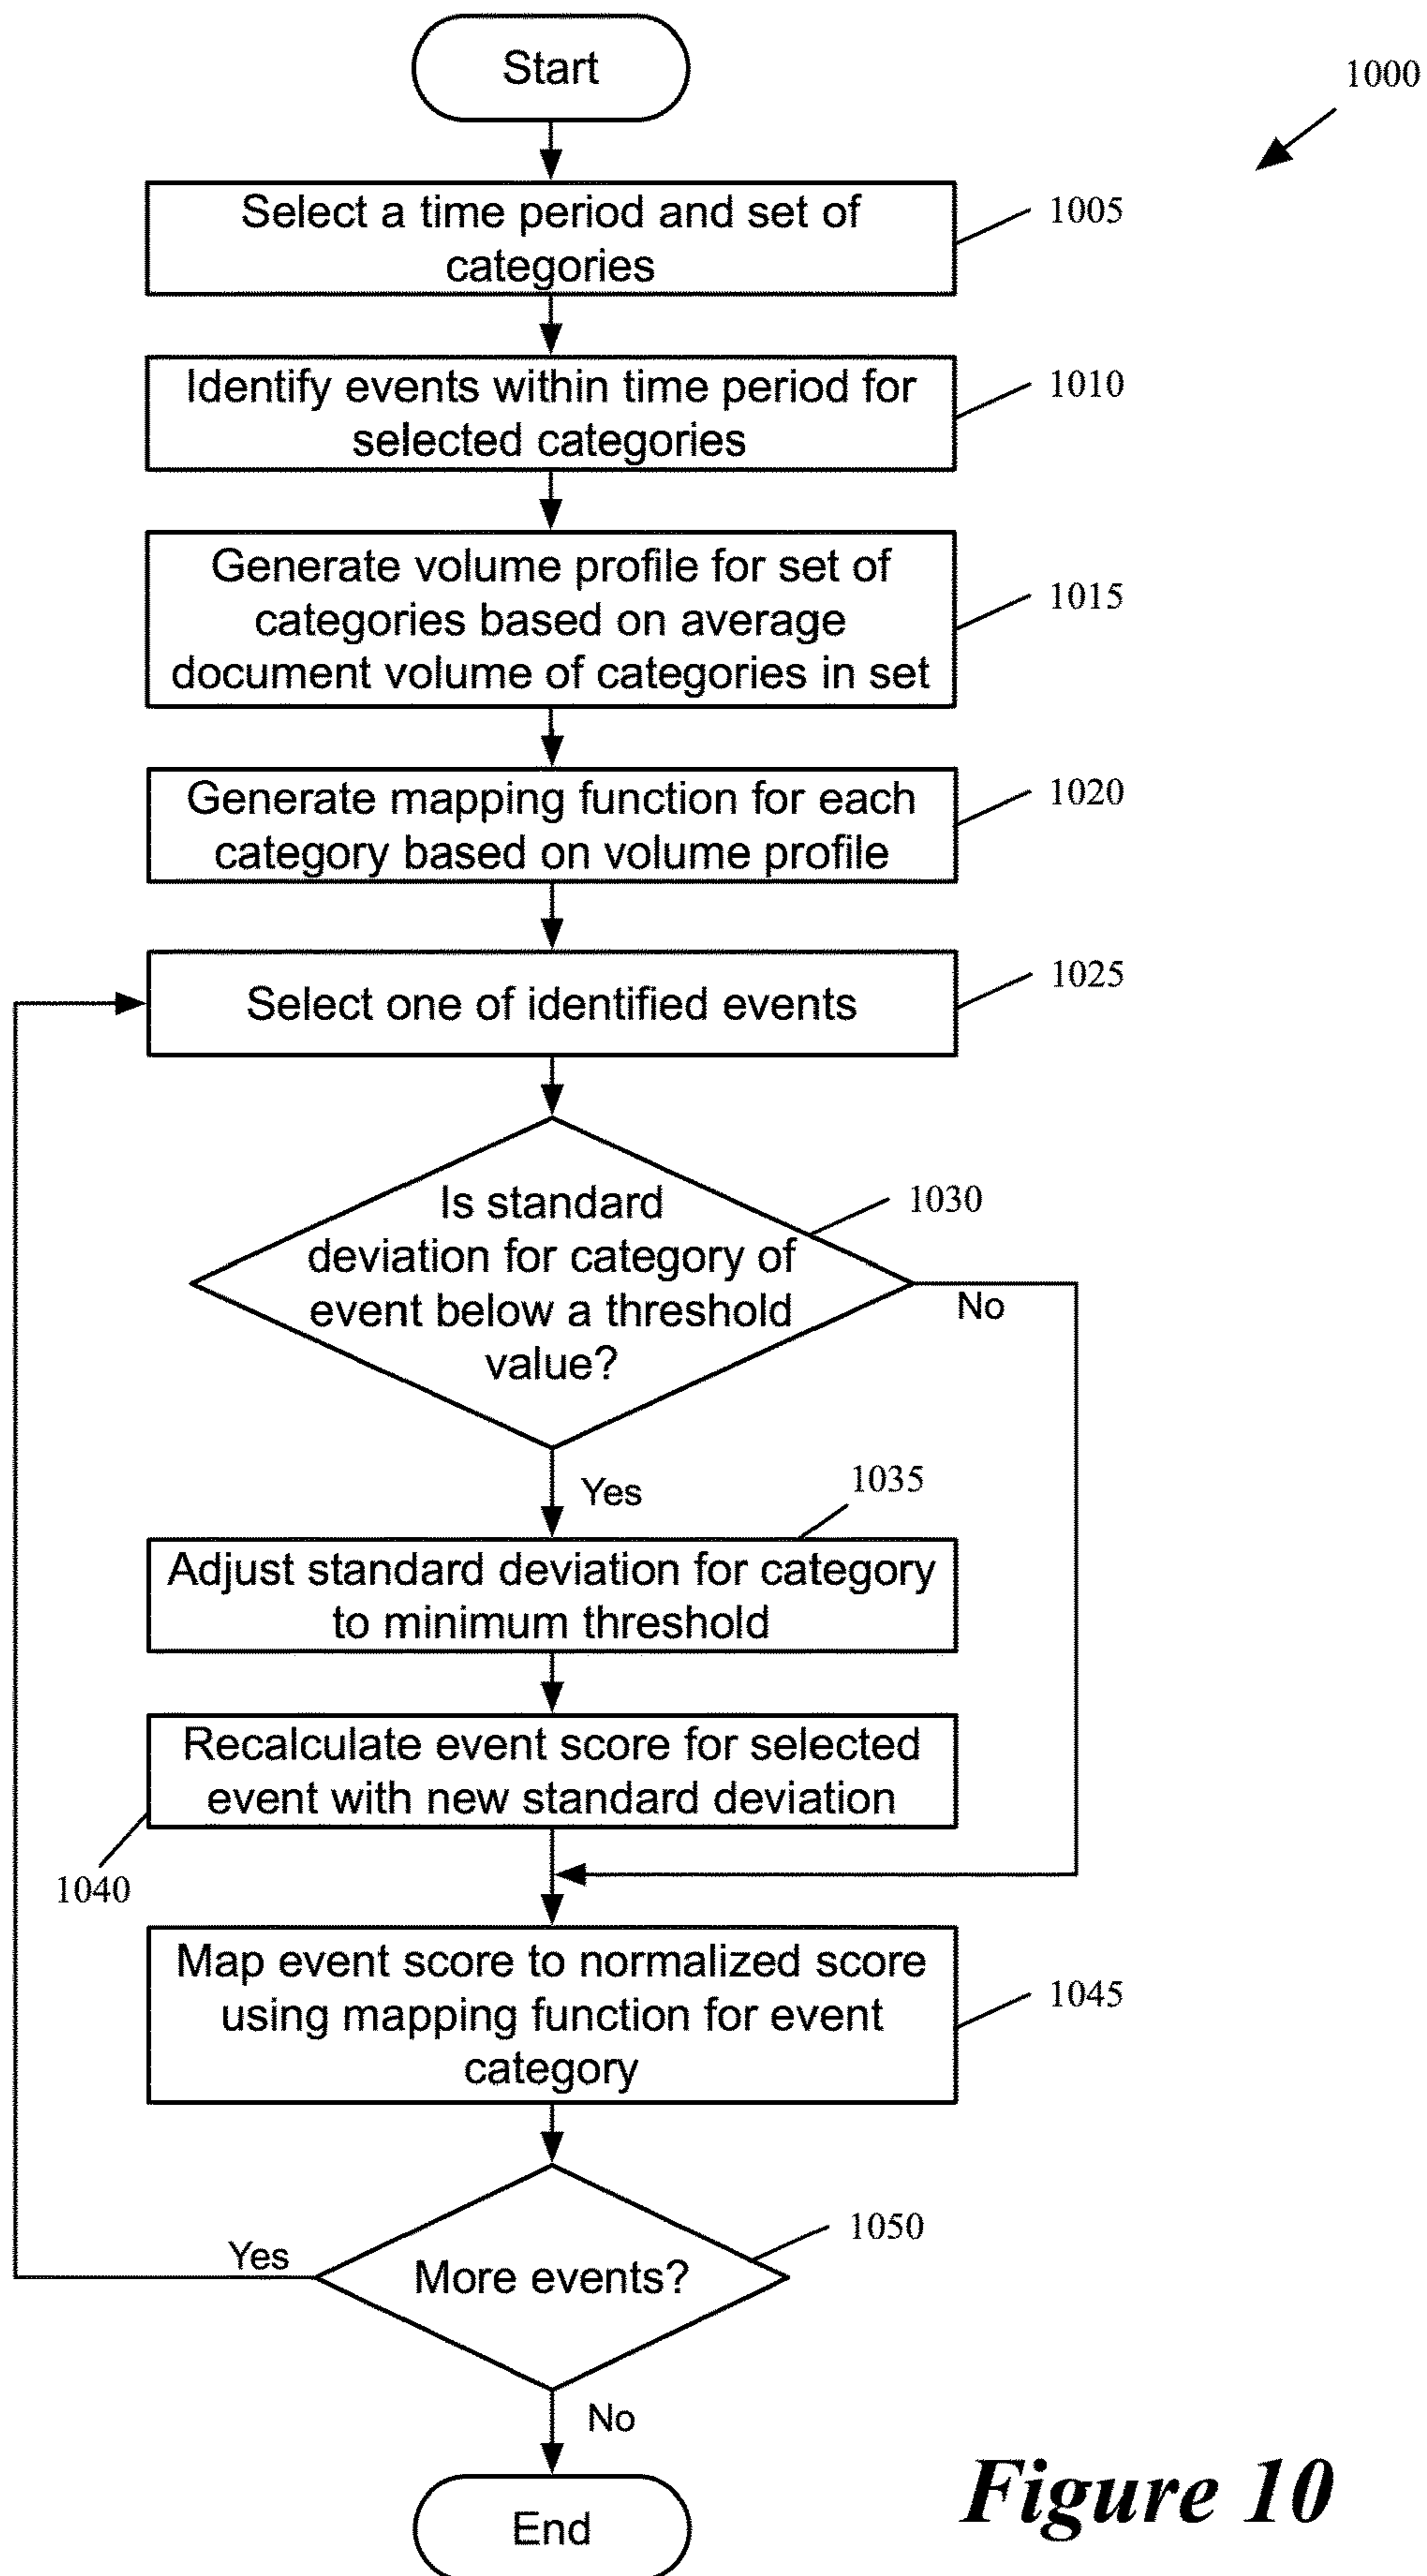 Start
1000
Select a time period and set of
categories
1005
Identify events within time period for
selected categories
1010
Generate volume profile for set of
categories based on average
document volume of categories in set
1015
Generate mapping function for each
category based on volume profile
1020
Select one of identified events
1025
Is standard
deviation for category of
event below a threshold
value?
1030
No
Yes
1035
Adjust standard deviation for category
to minimum threshold
Recalculate event score for selected
event with new standard deviation
1040
Map event score to normalized score
using mapping function for event
category
1045
More events?
1050
Yes
No
End
Figure 10